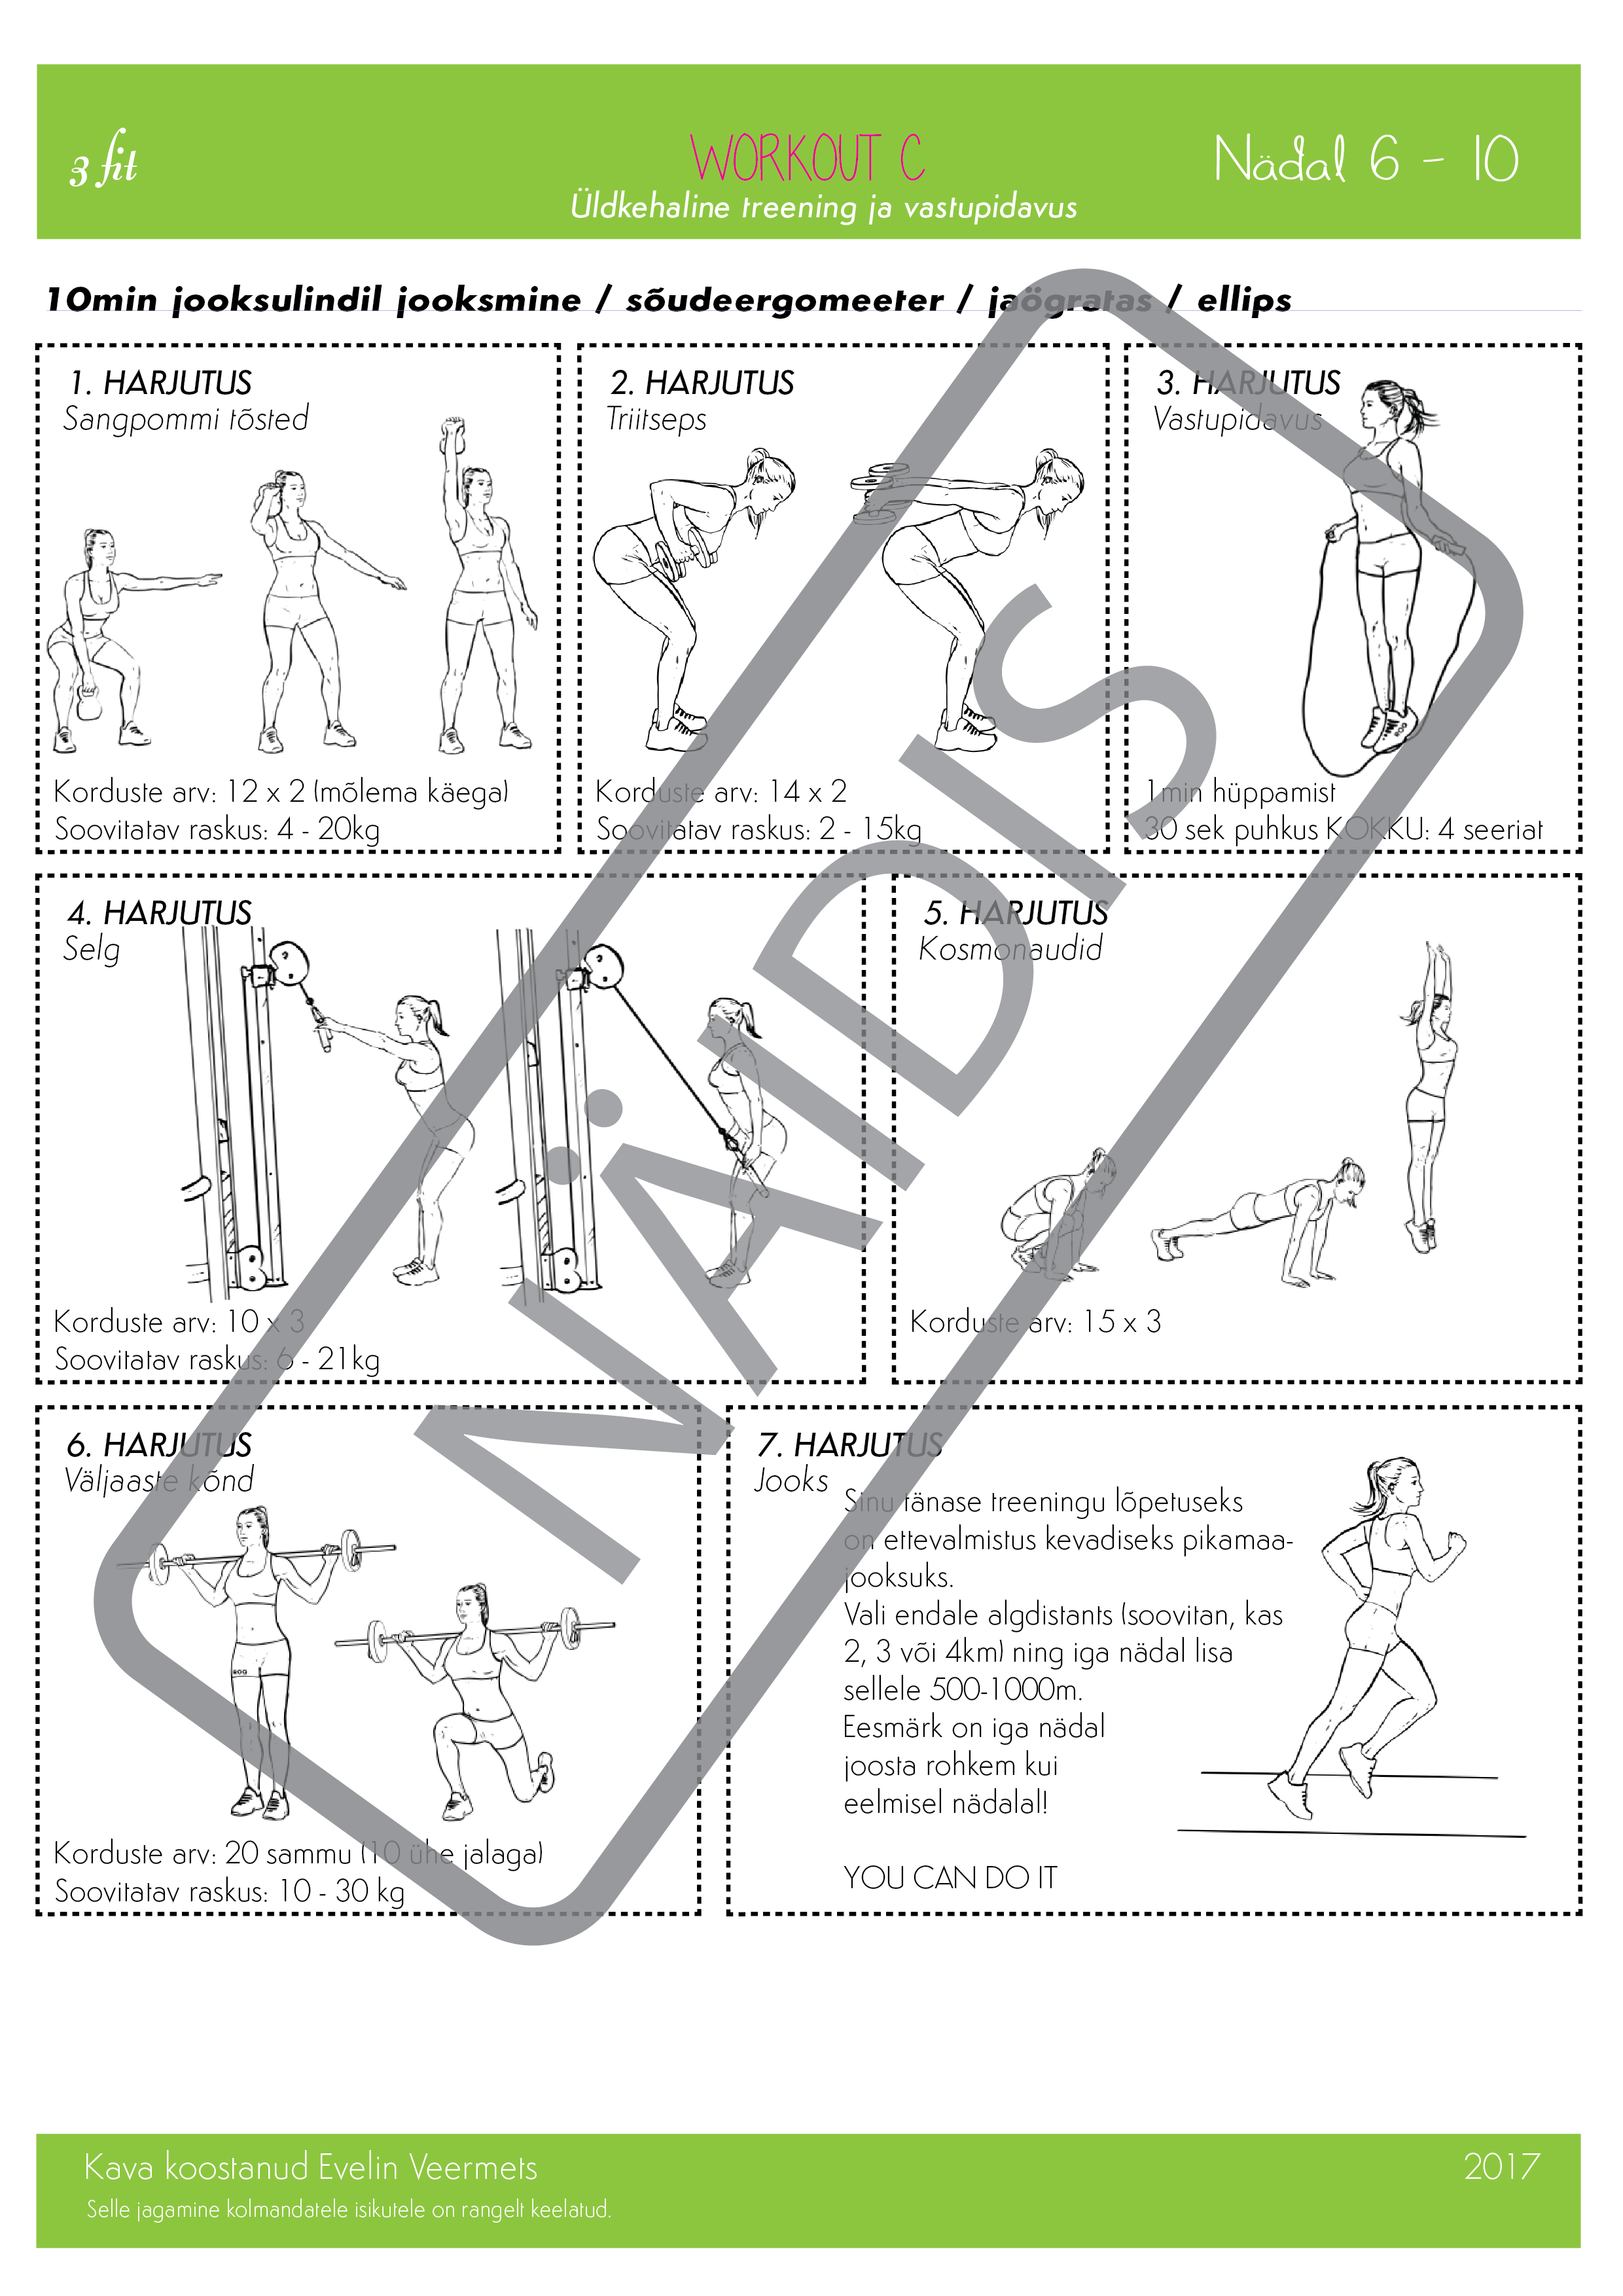 3 fit
WORKOUT C
Nädal 6 - 10
Üldkehaline treening ja vastupidavus
10min jooksulindil jooksmine / sõudeergomeeter / jaögratas / ellips
1. HARJUTUS
Sangpommi tõsted
Korduste arv: 12 x 2 (mõlema käega)
Soovitatav raskus: 4 - 20kg
2. HARJUTUS
Triitseps
Korduste arv: 14 x 2
Soovitatav raskus: 2 - 15kg
3. HARJUTUS
Vastupidavus
1min hüppamist
30 sek puhkus KOKKU: 4 seeriat
4. HARJUTUS
Selg
Korduste arv: 10 x 3
Soovitatav raskus: 6 - 21kg
5. HARJUTUS
Kosmonaudid
Korduste arv: 15 x 3
6. HARJUTUS
Väljaaste kõnd
Korduste arv: 20 sammu (10 ühe jalaga)
Soovitatav raskus: 10 - 30 kg
7. HARJUTUS
Jooks
Sinu tänase treeningu lõpetuseks
on ettevalmistus kevadiseks pikamaa-
jooksuks.
Vali endale algdistants (soovitan, kas
2, 3 või 4km) ning iga nädal lisa
sellele 500-1000m.
Eesmärk on iga nädal
joosta rohkem kui
eelmisel nädalal!
YOU CAN DO IT
NÄIDIS
Kava koostanud Evelin Veermets
2017
Selle jagamine kolmandatele isikutele on rangelt keelatud.